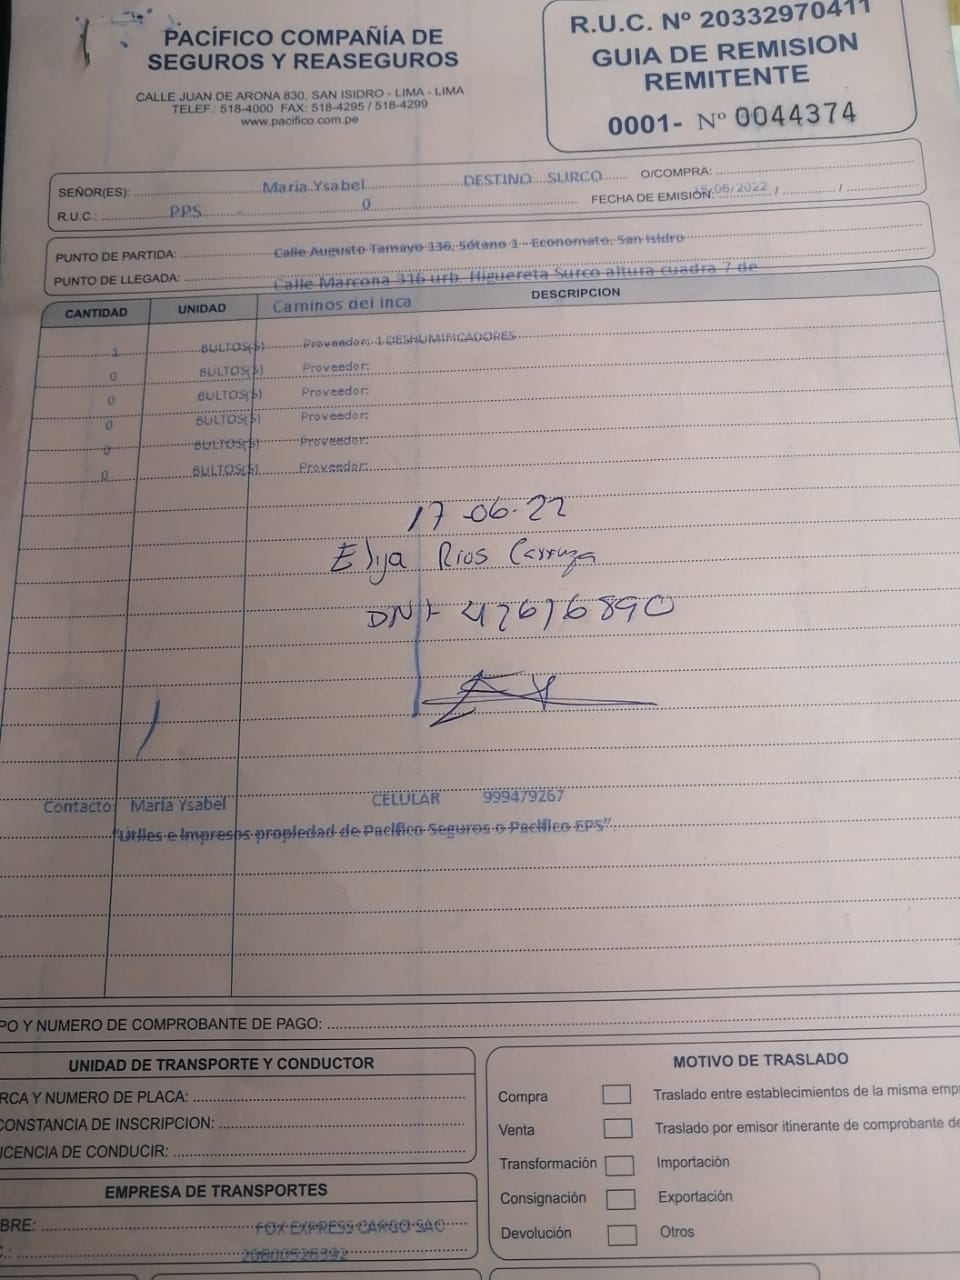 PACÍFICO COMPAÑÍA DE
SEGUROS Y REASEGUROS
CALLE JUAN DE ARONA 830, SAN ISIDRO - LIMA - LIMA
TELEF.: 518-4000 FAX: 518-4295 / 518-4299
www.pacifico.com.pe
R.U.C. Nº 20332970411
GUIA DE REMISION
REMITENTE
0001- Nº 0044374
SEÑOR(ES): Maria Ysabel DESTINO SURCO O/COMPRA:
R.U.C.: PPS 0 FECHA DE EMISIÓN: 15/06/2022 / /
PUNTO DE PARTIDA: Calle Augusto Tamayo 136, Sótano 1 - Economato, San Isidro
PUNTO DE LLEGADA: Calle Marcona 316 urb. Higuereta Surco altura cuadra 7 de
Caminos del Inca
CANTIDAD UNIDAD DESCRIPCION
1 BULTOS(S) Proveedor: 1 DESHUMIFICADORES
0 BULTOS(S) Proveedor:
0 BULTOS(S) Proveedor:
0 BULTOS(S) Proveedor:
0 BULTOS(S) Proveedor:
0 BULTOS(S) Proveedor:
17-06-22
Elija Rios
DNI 47616890
Contacto: Maria Ysabel CELULAR 999479267
"Utiles e Impresos propiedad de Pacifico Seguros o Pacifico EPS".
PO Y NUMERO DE COMPROBANTE DE PAGO:
UNIDAD DE TRANSPORTE Y CONDUCTOR
RCA Y NUMERO DE PLACA:
CONSTANCIA DE INSCRIPCION:
ICENCIA DE CONDUCIR:
EMPRESA DE TRANSPORTES
BRE: FOX EXPRESS CARGO SAC
C.: 20600526392
MOTIVO DE TRASLADO
Compra Traslado entre establecimientos de la misma emp
Venta Traslado por emisor itinerante de comprobante de
Transformación Importación
Consignación Exportación
Devolución Otros